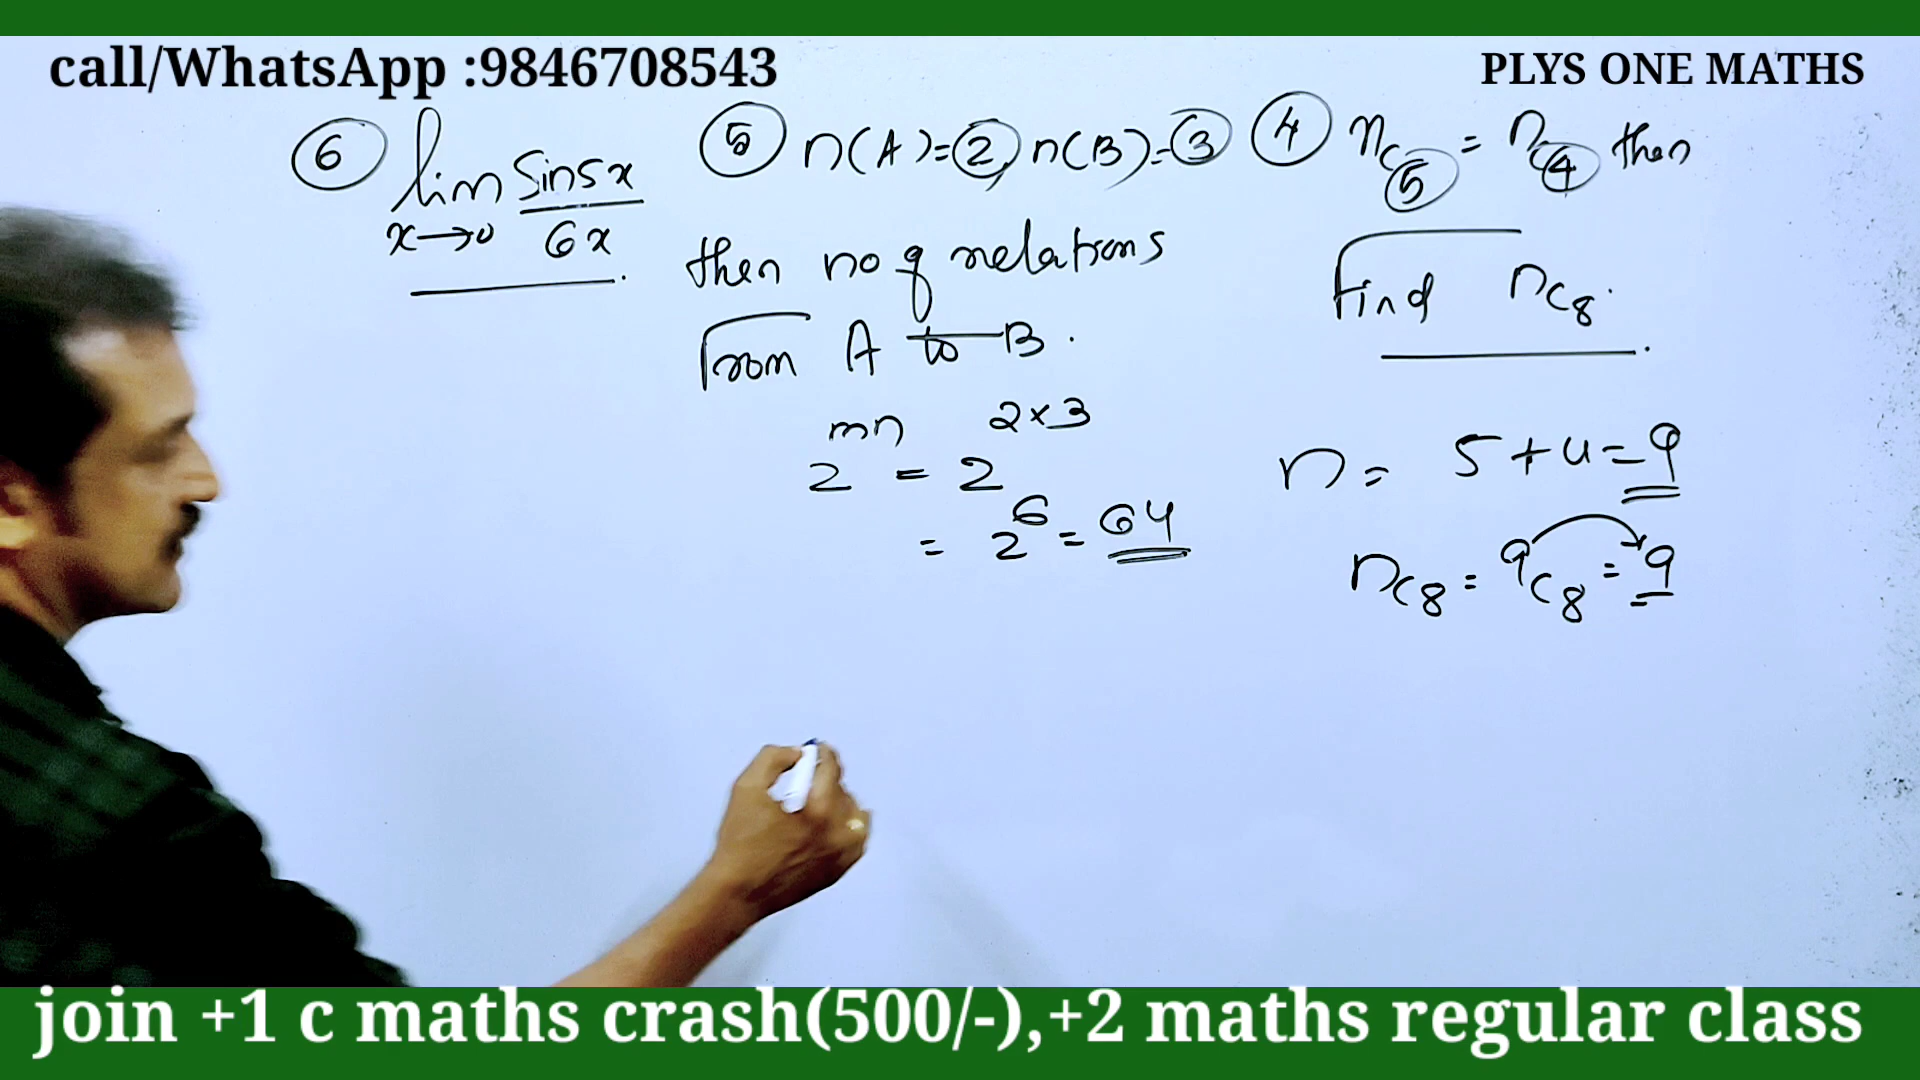 call/WhatsApp :9846708543
PLYS ONE MATHS
⑥ lim sin5x / 6x
x→0
⑤ n(A)=2, n(B)=3
then no of relations
from A to B.
2^mn = 2^2×3
= 2^6 = 64
④ nC5 = nC4 then
Find nC8.
n = 5+4=9
nC8 = 9C8 = 9
join +1 c maths crash(500/-),+2 maths regular class